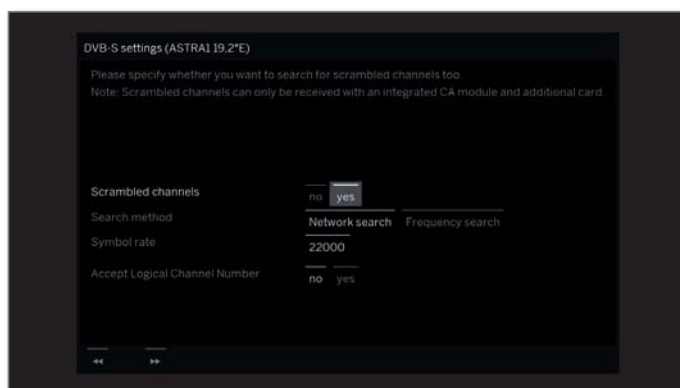 DVB-S settings (ASTRA1 19,2°E)
Please specify whether you want to search for scrambled channels too.
Note: Scrambled channels can only be received with an integrated CA module and additional card.
Scrambled channels no yes
Search method Network search Frequency search
Symbol rate 22000
Accept Logical Channel Number no yes